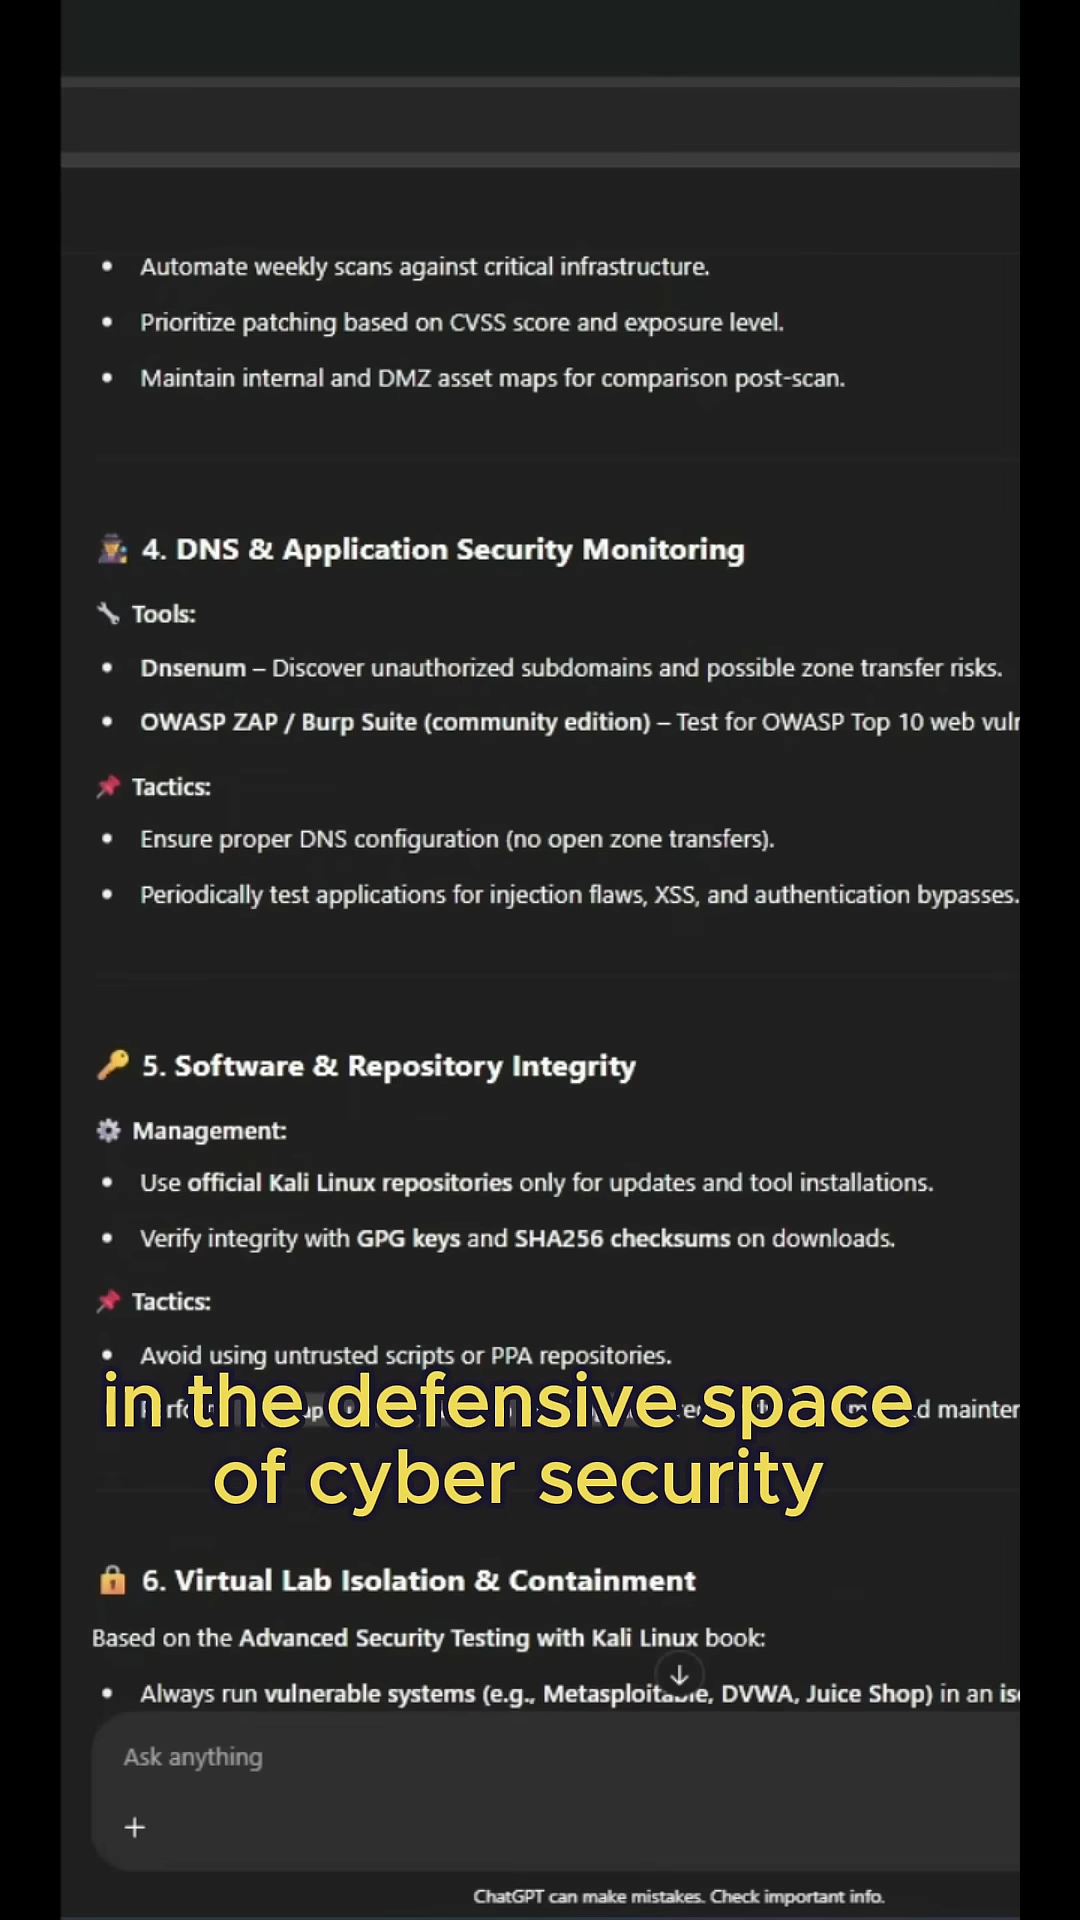 • Automate weekly scans against critical infrastructure.
• Prioritize patching based on CVSS score and exposure level.
• Maintain internal and DMZ asset maps for comparison post-scan.
4. DNS & Application Security Monitoring
Tools:
• Dnsenum – Discover unauthorized subdomains and possible zone transfer risks.
• OWASP ZAP / Burp Suite (community edition) – Test for OWASP Top 10 web
Tactics:
• Ensure proper DNS configuration (no open zone transfers).
• Periodically test applications for injection flaws, XSS, and authentication bypasses.
5. Software & Repository Integrity
Management:
• Use official Kali Linux repositories only for updates and tool installations.
• Verify integrity with GPG keys and SHA256 checksums on downloads.
Tactics:
• Avoid using untrusted scripts or PPA repositories.
in the defensive space
of cyber security
6. Virtual Lab Isolation & Containment
Based on the Advanced Security Testing with Kali Linux book:
• Always run vulnerable systems (e.g., Metasploitable, DVWA, Juice Shop) in an
Ask anything
+
ChatGPT can make mistakes. Check important info.